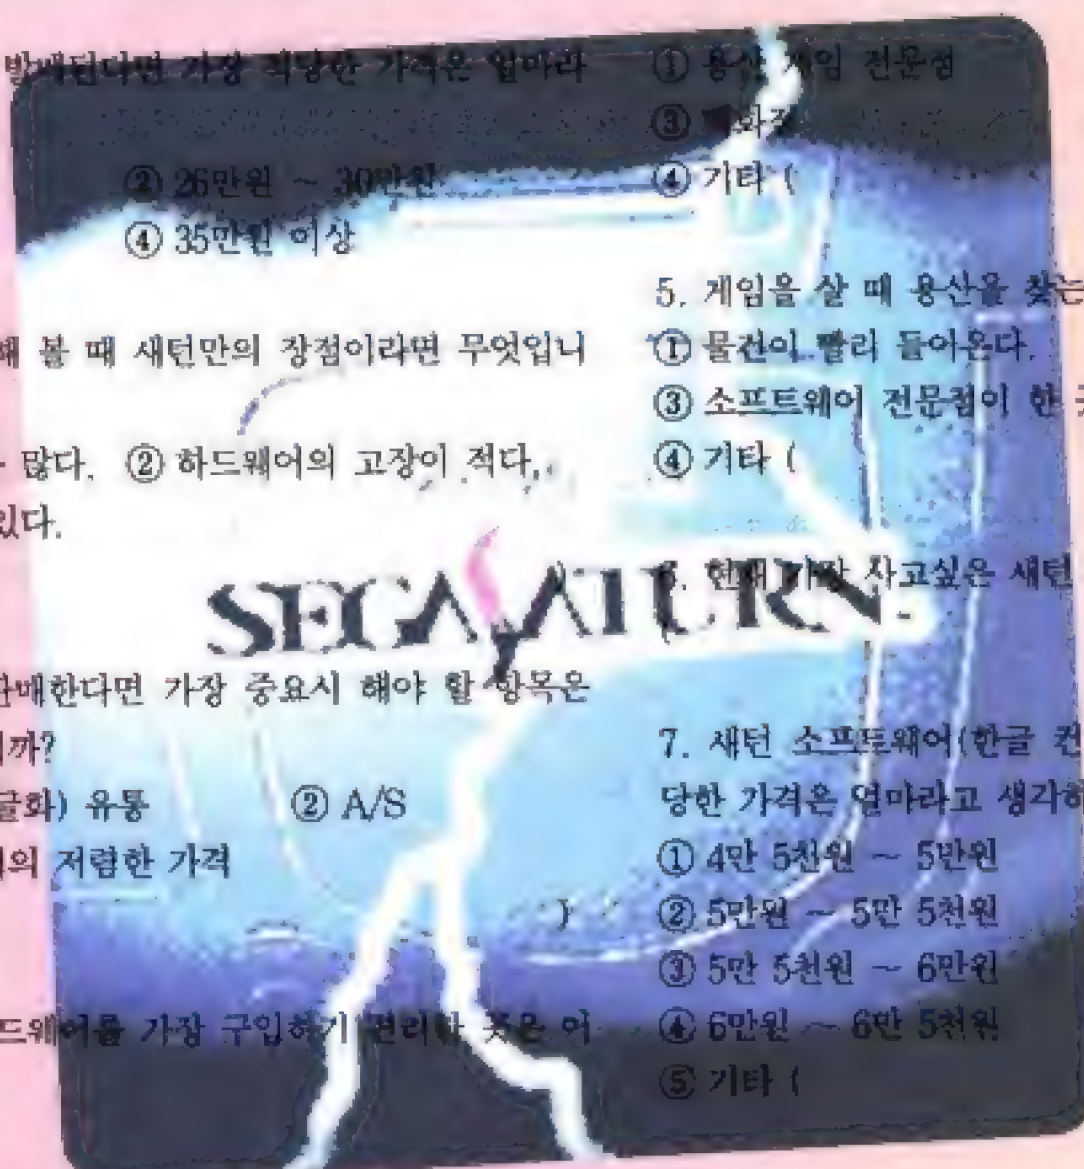 발매된다면 가장 적당한 가격은 얼마라
② 26만원 ~ 30만원
④ 35만원 이상
해 볼 때 새턴만의 장점이라면 무엇입니
많다. ② 하드웨어의 고장이 적다.
있다.
판매한다면 가장 중요시 해야 할 항목은
니까?
글화) 유통 ② A/S
의 저렴한 가격
)
드웨어를 가장 구입하기 편리한 곳은 어
SEGA SATURN
① 용산 게임 전문점
③
④ 기타 (
5. 게임을 살 때 용산을 찾는
① 물건이 빨리 들어온다.
③ 소프트웨어 전문점이 한
④ 기타 (
6. 현재 가장 사고싶은 새턴
(
7. 새턴 소프트웨어(한글 컨
당한 가격은 얼마라고 생각하
① 4만 5천원 ~ 5만원
② 5만원 ~ 5만 5천원
③ 5만 5천원 ~ 6만원
④ 6만원 ~ 6만 5천원
⑤ 기타 (